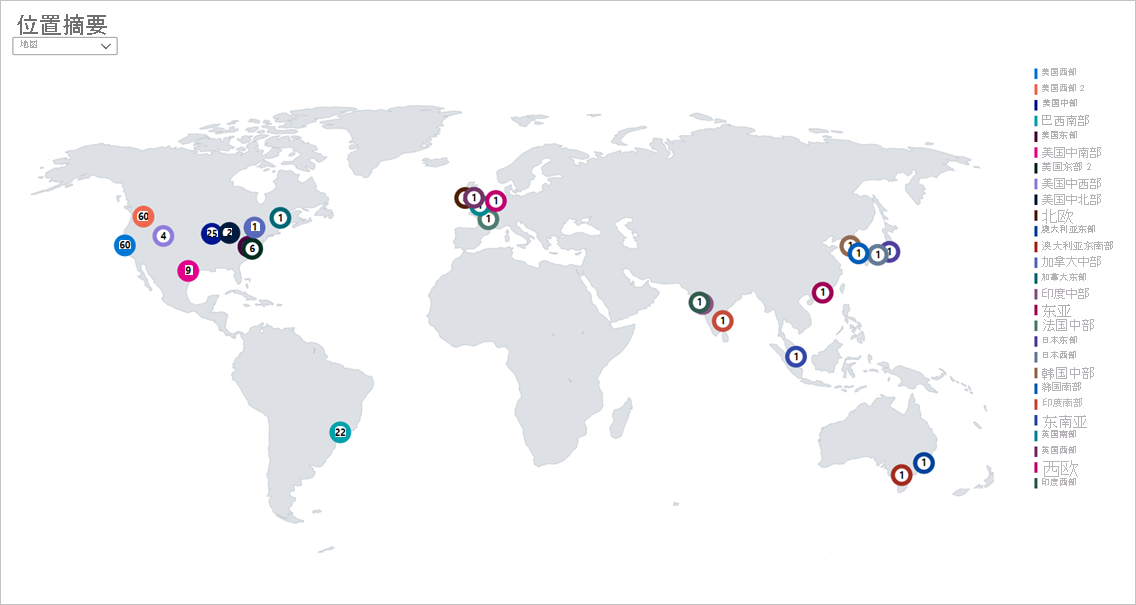 位置摘要
地图
美国西部
美国西部 2
美国中部
巴西南部
美国东部
美国中南部
美国东部 2
美国中西部
美国中北部
北欧
澳大利亚东部
澳大利亚东南部
加拿大中部
加拿大东部
印度中部
东亚
法国中部
日本东部
日本西部
韩国中部
韩国南部
印度南部
东南亚
英国南部
英国西部
西欧
印度西部
60
60
4
25
2
1
1
6
9
22
1
1
1
1
1
1
1
1
1
1
1
1
1